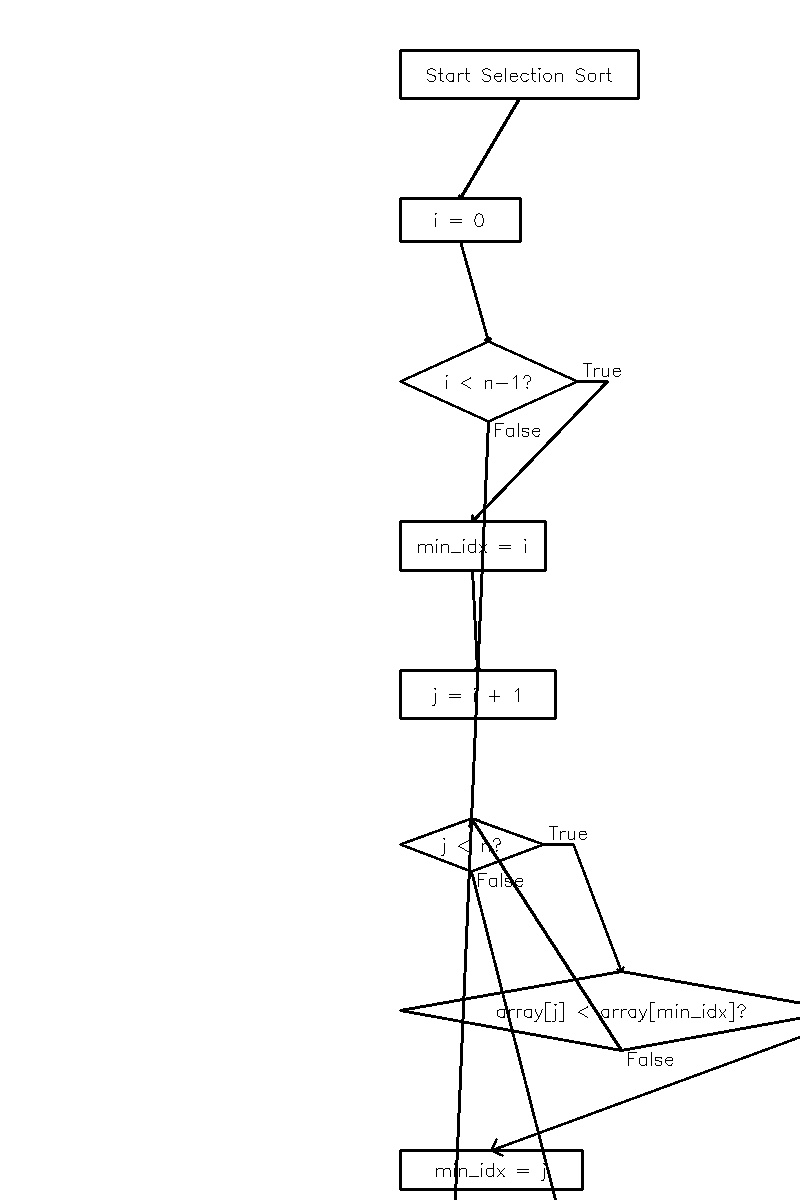 Start Selection Sort
i = 0
i < n-1?
True
False
min_idx = i
j = i + 1
True
j < n?
False
array[j] < array[min_idx]?
False
min_idx = j